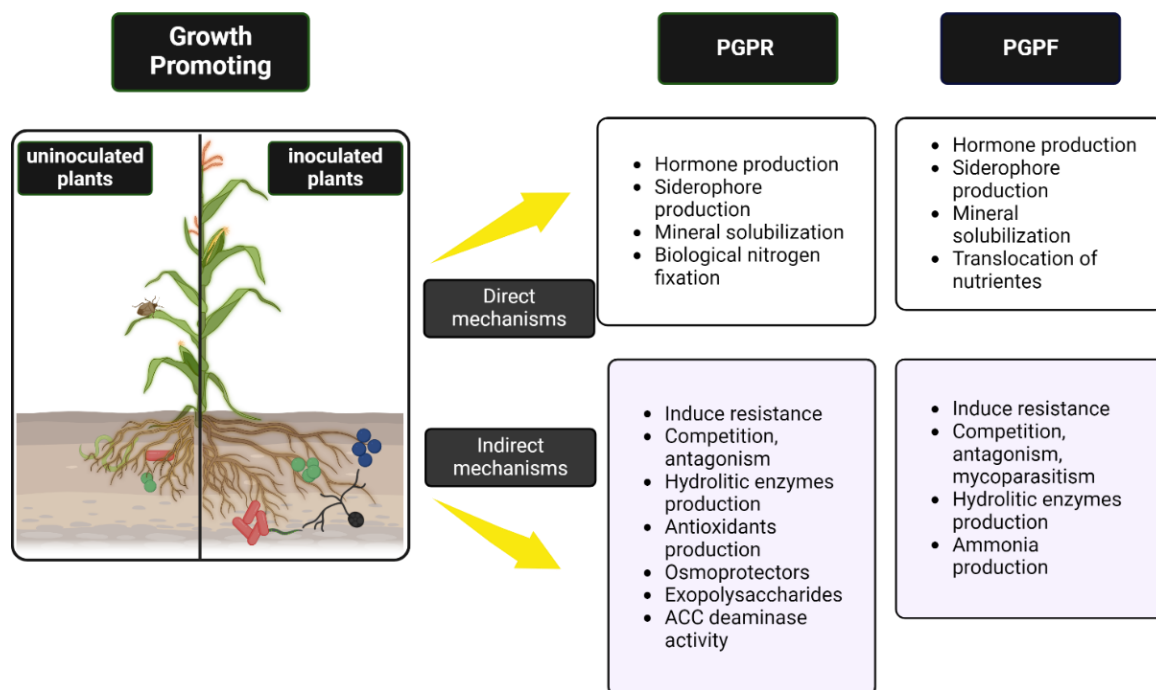 Growth
Promoting
PGPR
PGPF
uninoculated
plants
inoculated
plants
Direct
mechanisms
• Hormone production
• Siderophore
production
• Mineral solubilization
• Biological nitrogen
fixation
• Hormone production
• Siderophore
production
• Mineral
solubilization
• Translocation of
nutrientes
Indirect
mechanisms
• Induce resistance
• Competition,
antagonism
• Hydrolitic enzymes
production
• Antioxidants
production
• Osmoprotectors
• Exopolysaccharides
• ACC deaminase
activity
• Induce resistance
• Competition,
antagonism,
mycoparasitism
• Hydrolitic enzymes
production
• Ammonia
production